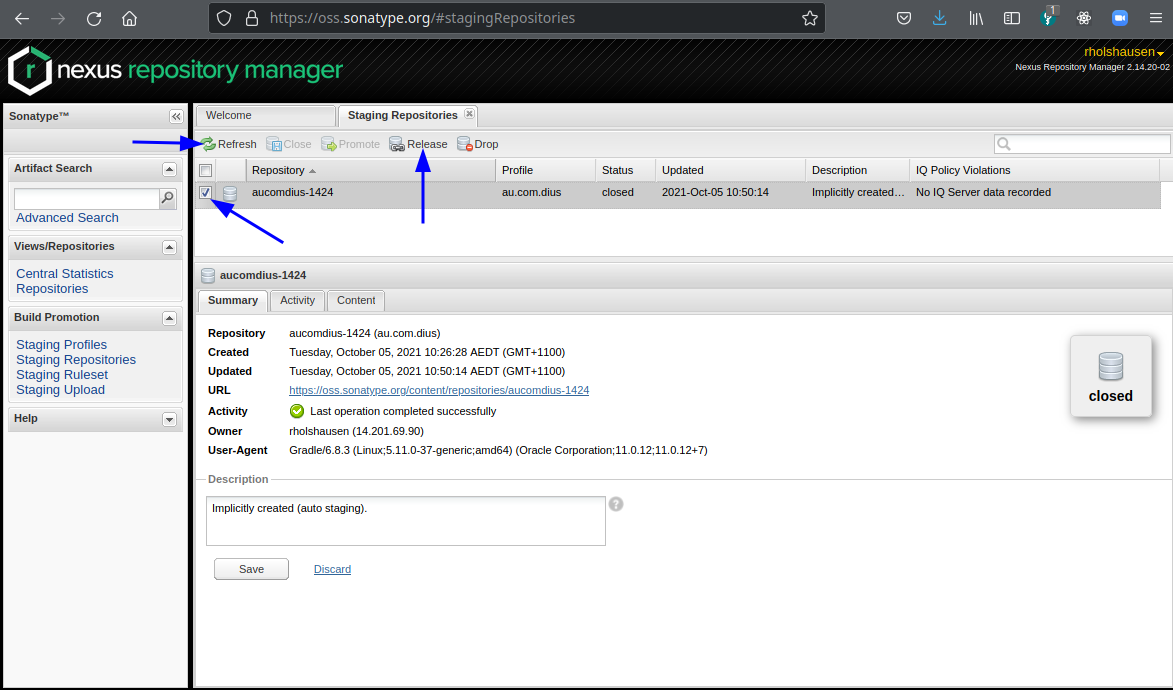 https://oss.sonatype.org/#stagingRepositories
1
nexus repository manager
rholshausen
Nexus Repository Manager 2.14.20-02
Sonatype™
Welcome
Staging Repositories
Refresh Close Promote Release Drop
Artifact Search
Advanced Search
Views/Repositories
Central Statistics
Repositories
Build Promotion
Staging Profiles
Staging Repositories
Staging Ruleset
Staging Upload
Help
Repository Profile Status Updated Description IQ Policy Violations
aucomdius-1424 au.com.dius closed 2021-Oct-05 10:50:14 Implicitly created… No IQ Server data recorded
aucomdius-1424
Summary Activity Content
Repository aucomdius-1424 (au.com.dius)
Created Tuesday, October 05, 2021 10:26:28 AEDT (GMT+1100)
Updated Tuesday, October 05, 2021 10:50:14 AEDT (GMT+1100)
URL https://oss.sonatype.org/content/repositories/aucomdius-1424
Activity Last operation completed successfully
Owner rholshausen (14.201.69.90)
User-Agent Gradle/6.8.3 (Linux;5.11.0-37-generic;amd64) (Oracle Corporation;11.0.12;11.0.12+7)
closed
Description
Implicitly created (auto staging).
?
Save Discard